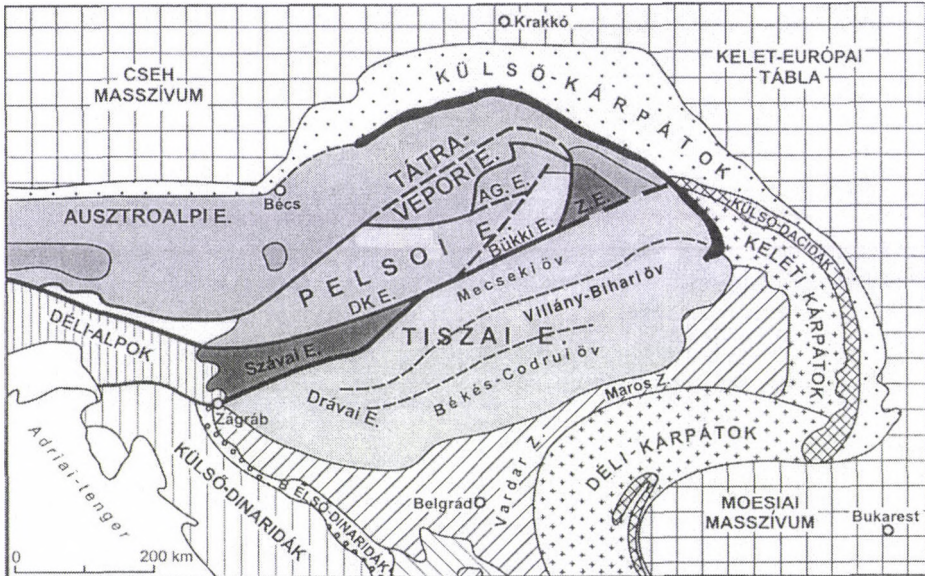 Krakkó
CSEH
MASSZÍVUM
KELET-EURÓPAI
TÁBLA
KÜLSŐ-KÁRPÁTOK
TÁTRA-
VEPORI E.
Bécs
AUSZTROALPI E.
AG. E.
Z. E.
Bükki E.
KÜLSŐ-DACIDÁK
KELETI KÁRPÁTOK
PELSOI E.
Mecseki öv
DK E.
Villány-Bihari öv
DÉLI-ALPOK
TISZAI E.
Szávai E.
Békés-Codrui öv
Drávai E.
Maros Z.
Zágráb
Adriai-tenger
KÜLSŐ-DINARIDÁK
BELSŐ-DINARIDÁK
Vardar Z.
DÉLI-KÁRPÁTOK
Belgrád
MOESIAI
MASSZÍVUM
Bukarest
0 200 km